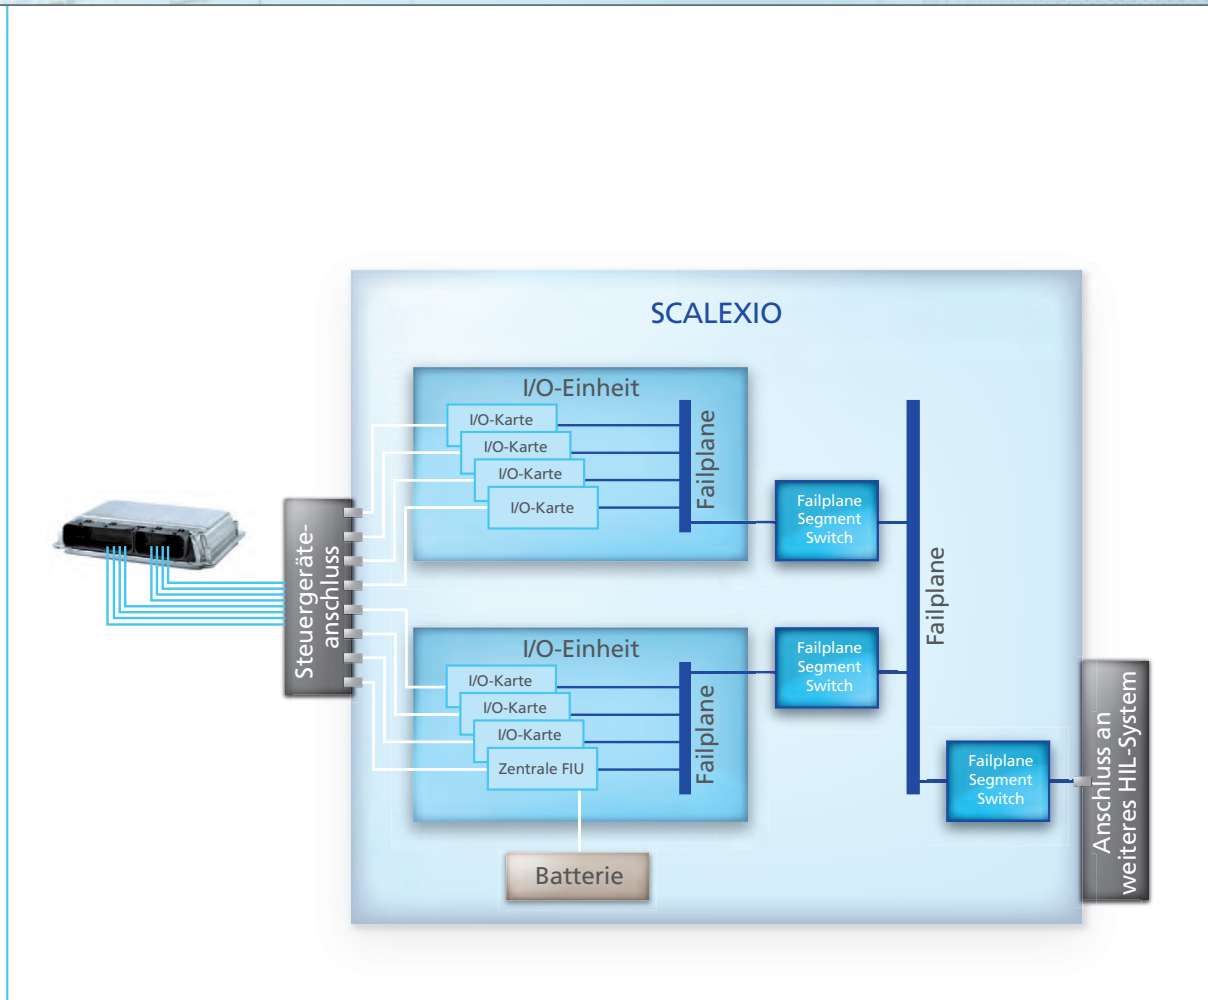 SCALEXIO
I/O-Einheit
I/O-Karte
I/O-Karte
I/O-Karte
I/O-Karte
Failplane
Failplane
Segment
Switch
Steuergeräte-
anschluss
Failplane
I/O-Einheit
I/O-Karte
I/O-Karte
I/O-Karte
Zentrale FIU
Failplane
Failplane
Segment
Switch
Failplane
Segment
Switch
Anschluss an
weiteres HIL-System
Batterie